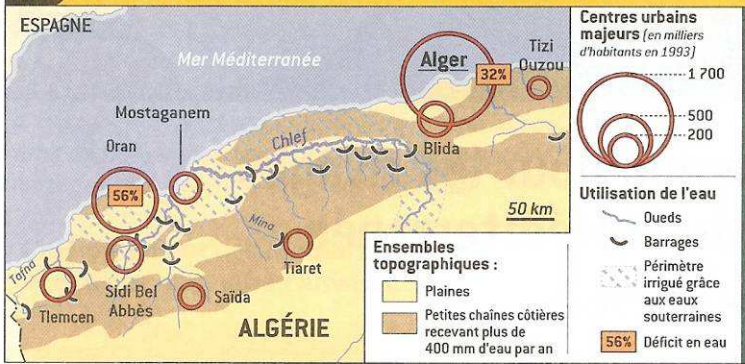 ESPAGNE
Mer Méditerranée
Alger
32%
Tizi
Ouzou
Mostaganem
Oran
Chlef
Blida
56%
50 km
Mina
Tafna
Tlemcen
Sidi Bel
Abbès
Saïda
Tiaret
ALGÉRIE
Ensembles
topographiques :
Plaines
Petites chaînes côtières
recevant plus de
400 mm d'eau par an
Centres urbains
majeurs (en milliers
d'habitants en 1993)
1 700
500
200
Utilisation de l'eau
Oueds
Barrages
Périmètre
irrigué grâce
aux eaux
souterraines
56% Déficit en eau